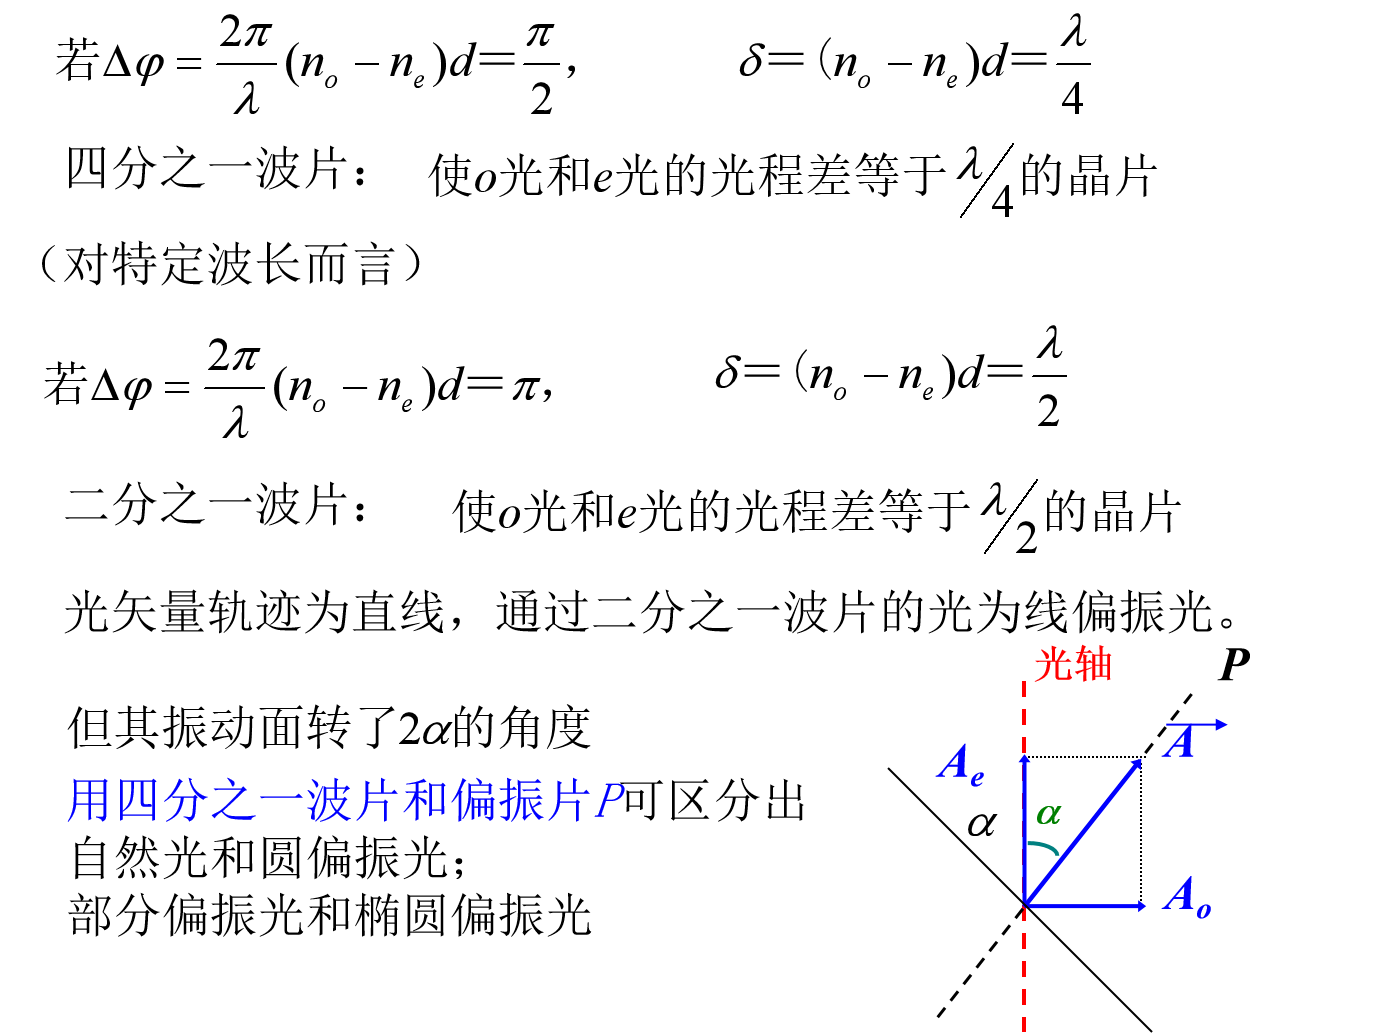 若Δφ = 2π/λ (n_o − n_e)d = π/2， δ = (n_o − n_e)d = λ/4
四分之一波片： 使o光和e光的光程差等于λ/4的晶片
（对特定波长而言）
若Δφ = 2π/λ (n_o − n_e)d = π， δ = (n_o − n_e)d = λ/2
二分之一波片： 使o光和e光的光程差等于λ/2的晶片
光矢量轨迹为直线，通过二分之一波片的光为线偏振光。
光轴 P
但其振动面转了2α的角度
A
A_e
用四分之一波片和偏振片P可区分出
α α
自然光和圆偏振光；
部分偏振光和椭圆偏振光
A_o